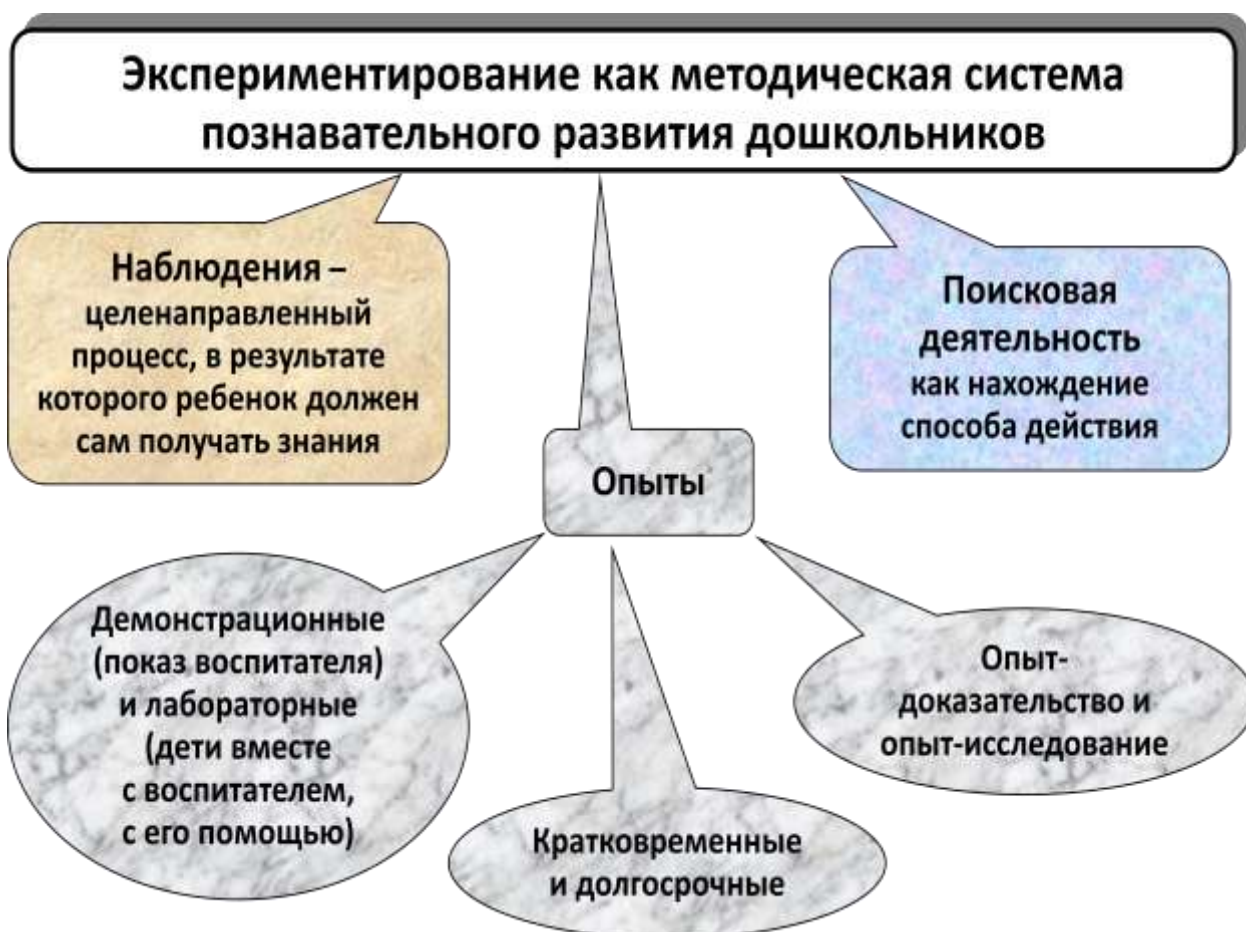 Экспериментирование как методическая система
познавательного развития дошкольников
Наблюдения –
целенаправленный
процесс, в результате
которого ребенок должен
сам получать знания
Поисковая
деятельность
как нахождение
способа действия
Опыты
Демонстрационные
(показ воспитателя)
и лабораторные
(дети вместе
с воспитателем,
с его помощью)
Кратковременные
и долгосрочные
Опыт-
доказательство и
опыт-исследование